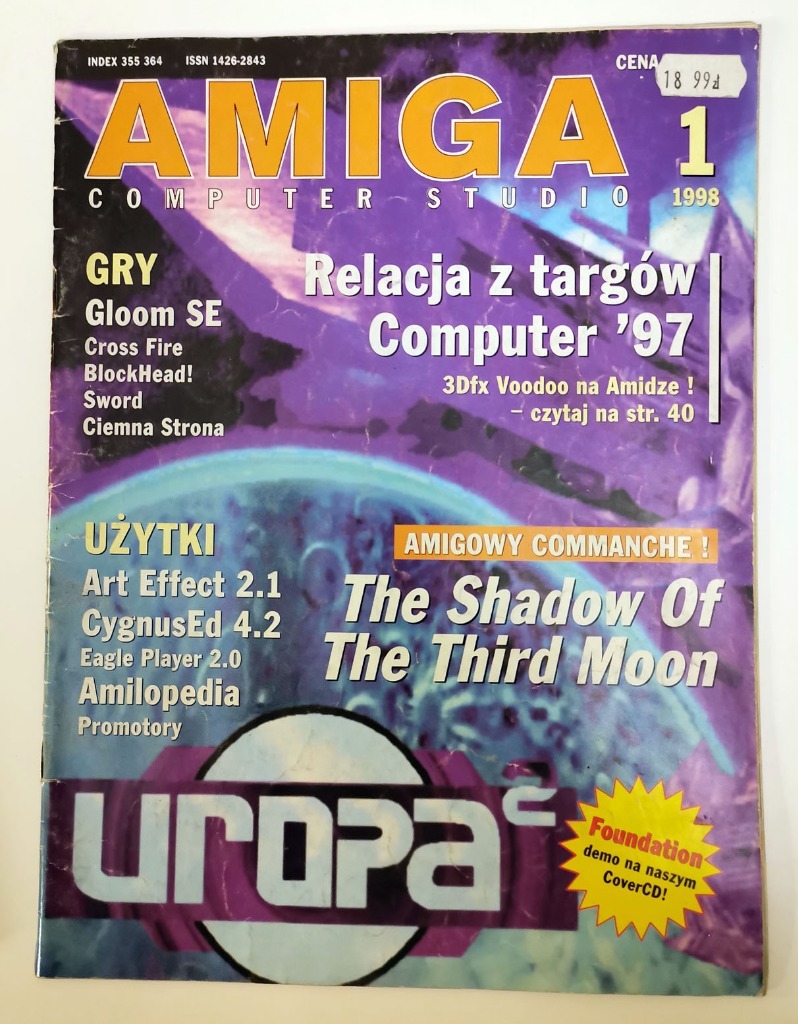 INDEX 355 364 ISSN 1426-2843
CENA
18 99zł
AMIGA
1
COMPUTER STUDIO
1998
GRY
Gloom SE
Cross Fire
BlockHead!
Sword
Ciemna Strona
Relacja z targów
Computer '97
3Dfx Voodoo na Amidze !
– czytaj na str. 40
UŻYTKI
Art Effect 2.1
CygnusEd 4.2
Eagle Player 2.0
Amilopedia
Promotory
AMIGOWY COMMANCHE !
The Shadow Of
The Third Moon
uropa2
Foundation
demo na naszym
CoverCD!